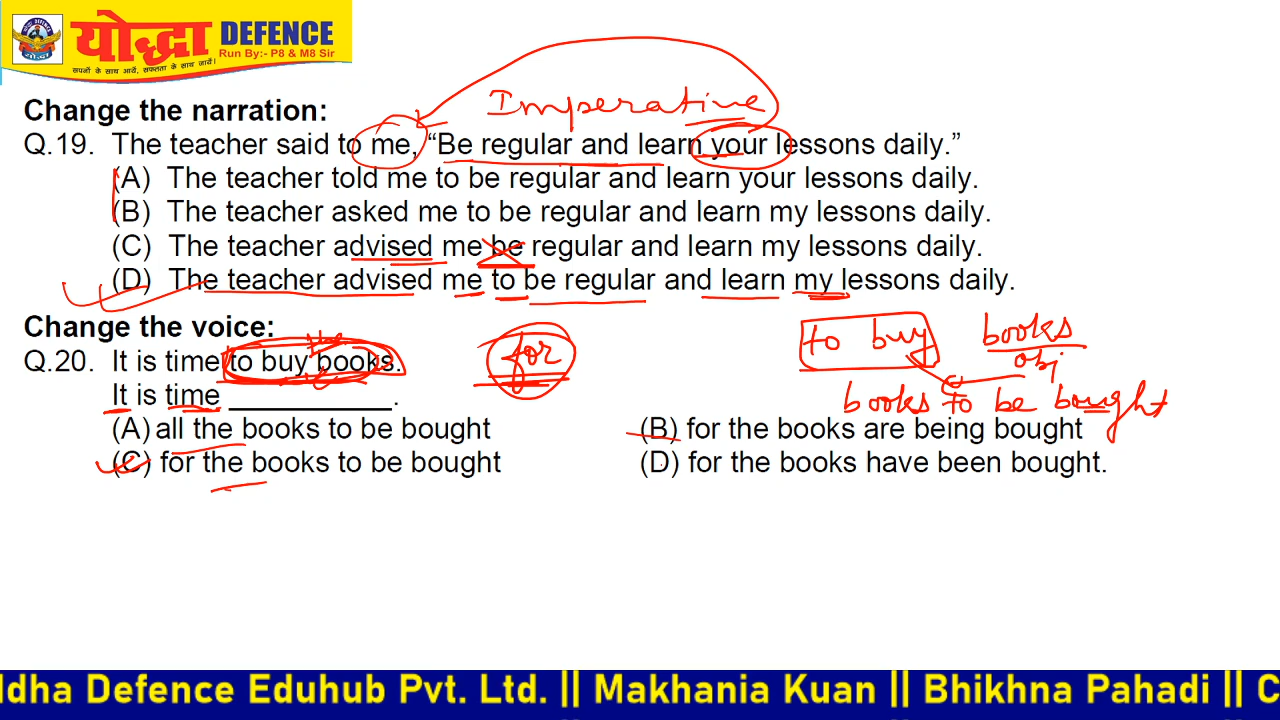 योद्धा DEFENCE
Run By:- P8 & M8 Sir
सपनों के साथ आयें, सफलता के साथ जायें।
Imperative
Change the narration:
Q.19. The teacher said to me, “Be regular and learn your lessons daily.”
(A) The teacher told me to be regular and learn your lessons daily.
(B) The teacher asked me to be regular and learn my lessons daily.
(C) The teacher advised me be regular and learn my lessons daily.
(D) The teacher advised me to be regular and learn my lessons daily.
Change the voice:
Q.20. It is time to buy books.
the
for
to buy books
obj
books to be bought
It is time ____________.
(A) all the books to be bought
(B) for the books are being bought
(C) for the books to be bought
(D) for the books have been bought.
ddha Defence Eduhub Pvt. Ltd. || Makhania Kuan || Bhikhna Pahadi || C